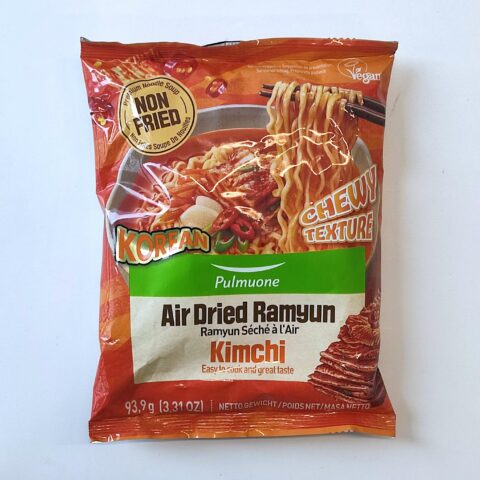 Premium Noodle Soup
NON
FRIED
Vegan
CHEWY
TEXTURE
KOREAN
Pulmuone
Air Dried Ramyun
Ramyun Séché à l'Air
Kimchi
Easy to cook and great taste
93,9 g (3.31 OZ)
NETTO GEWICHT / POIDS NET / MASA NETTO